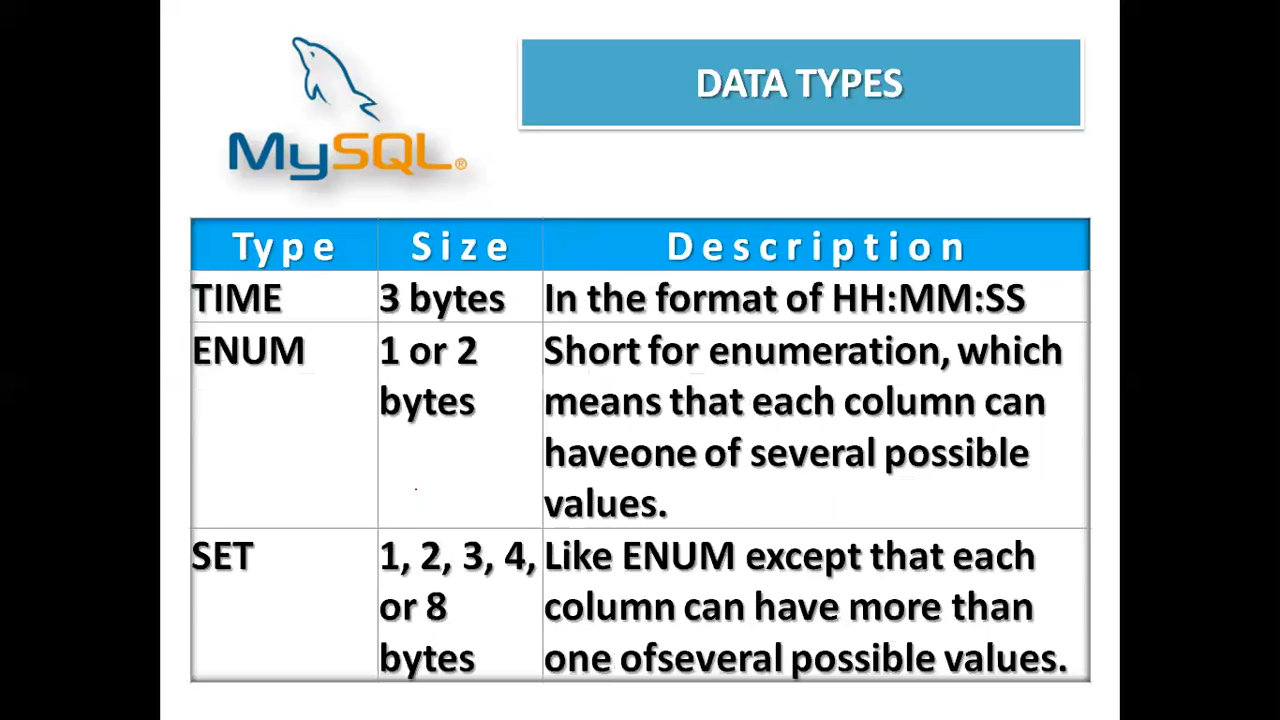 MySQL®
DATA TYPES
Type Size Description
TIME 3 bytes In the format of HH:MM:SS
ENUM 1 or 2 bytes Short for enumeration, which
means that each column can
haveone of several possible
values.
SET 1, 2, 3, 4, or 8 bytes Like ENUM except that each
column can have more than
one ofseveral possible values.